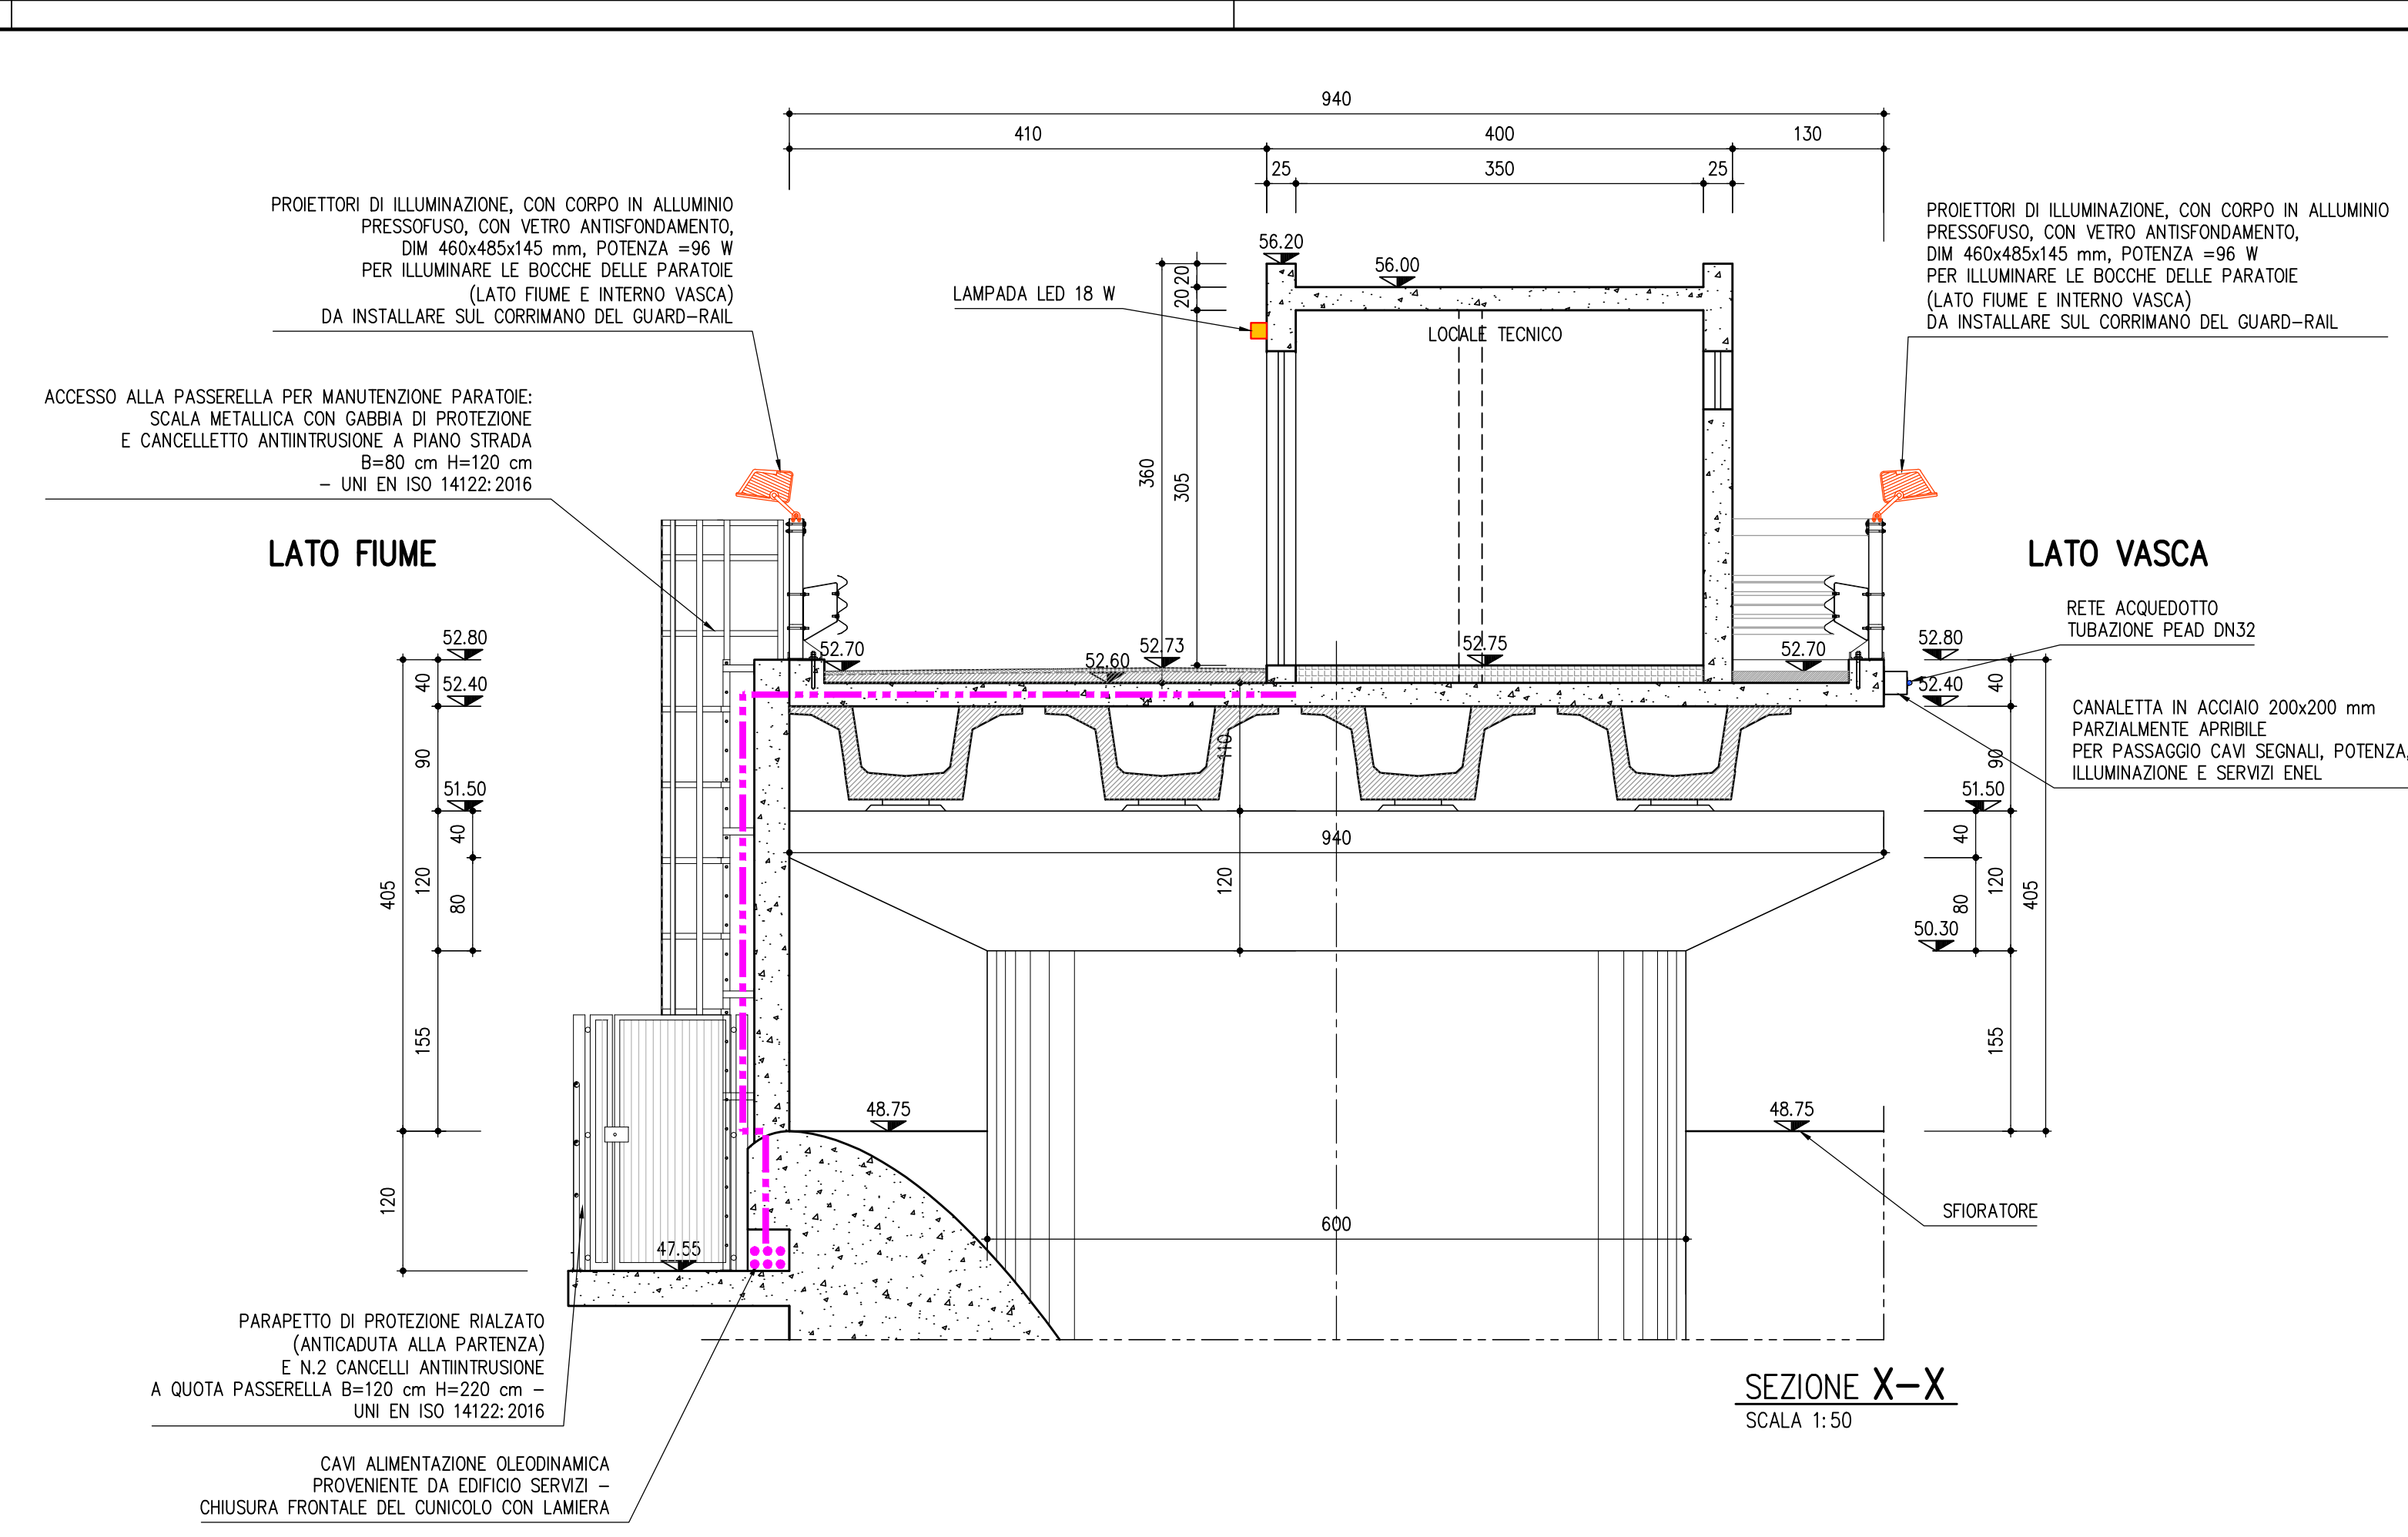 940
410
400
130
25
350
25
PROIETTORI DI ILLUMINAZIONE, CON CORPO IN ALLUMINIO
PRESSOFUSO, CON VETRO ANTISFONDAMENTO,
DIM 460x485x145 mm, POTENZA =96 W
PER ILLUMINARE LE BOCCHE DELLE PARATOIE
(LATO FIUME E INTERNO VASCA)
DA INSTALLARE SUL CORRIMANO DEL GUARD-RAIL
PROIETTORI DI ILLUMINAZIONE, CON CORPO IN ALLUMINIO
PRESSOFUSO, CON VETRO ANTISFONDAMENTO,
DIM 460x485x145 mm, POTENZA =96 W
PER ILLUMINARE LE BOCCHE DELLE PARATOIE
(LATO FIUME E INTERNO VASCA)
DA INSTALLARE SUL CORRIMANO DEL GUARD-RAIL
56.20
56.00
20
20
LAMPADA LED 18 W
LOCALE TECNICO
ACCESSO ALLA PASSERELLA PER MANUTENZIONE PARATOIE:
SCALA METALLICA CON GABBIA DI PROTEZIONE
E CANCELLETTO ANTIINTRUSIONE A PIANO STRADA
B=80 cm H=120 cm
- UNI EN ISO 14122:2016
360
305
LATO FIUME
LATO VASCA
RETE ACQUEDOTTO
TUBAZIONE PEAD DN32
52.80
52.70
52.60
52.73
52.75
52.70
52.80
40
52.40
52.40
40
CANALETTA IN ACCIAIO 200x200 mm
PARZIALMENTE APRIBILE
PER PASSAGGIO CAVI SEGNALI, POTENZA,
ILLUMINAZIONE E SERVIZI ENEL
90
110
90
51.50
51.50
40
940
40
405
120
80
120
80
120
405
50.30
155
155
48.75
48.75
120
SFIORATORE
600
47.55
PARAPETTO DI PROTEZIONE RIALZATO
(ANTICADUTA ALLA PARTENZA)
E N.2 CANCELLI ANTIINTRUSIONE
A QUOTA PASSERELLA B=120 cm H=220 cm -
UNI EN ISO 14122:2016
SEZIONE X-X
SCALA 1:50
CAVI ALIMENTAZIONE OLEODINAMICA
PROVENIENTE DA EDIFICIO SERVIZI -
CHIUSURA FRONTALE DEL CUNICOLO CON LAMIERA